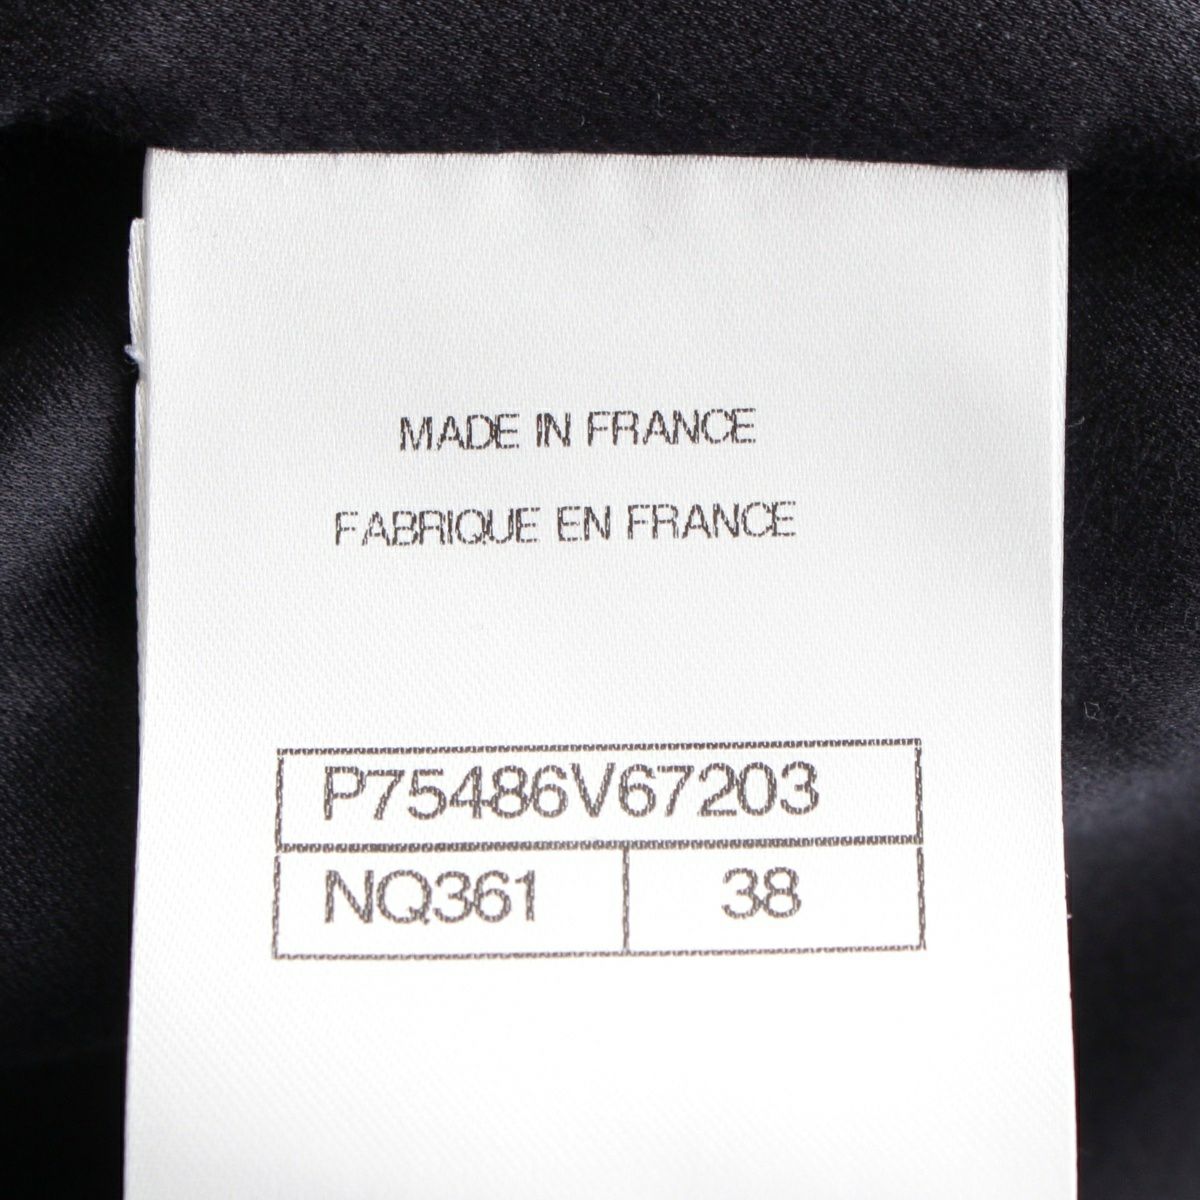 MADE IN FRANCE
FABRIQUE EN FRANCE
P75486V67203
NQ361 38